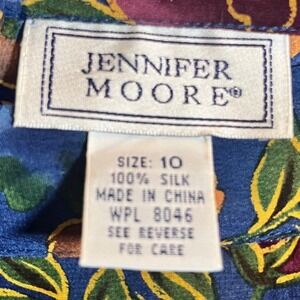 JENNIFER
MOORE®
SIZE: 10
100% SILK
MADE IN CHINA
WPL 8046
SEE REVERSE
FOR CARE